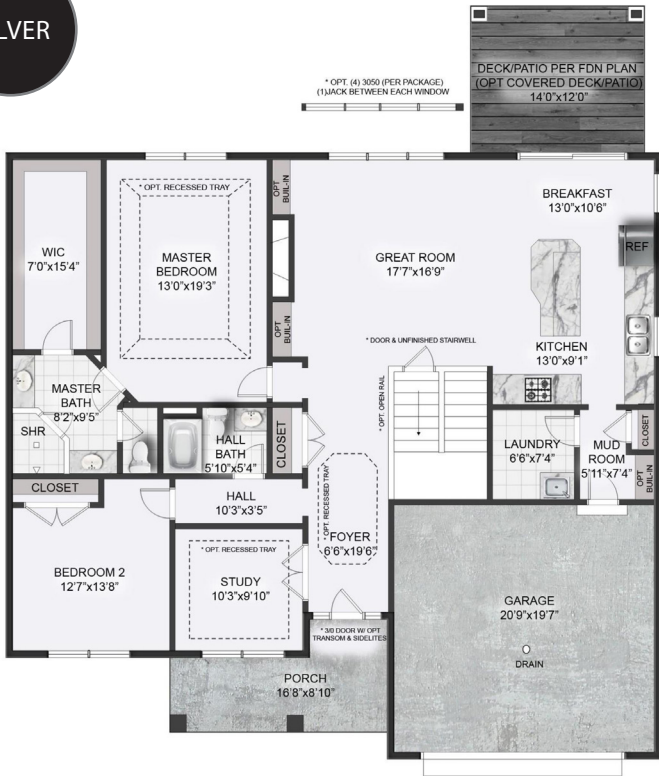 LVER
* OPT. (4) 3050 (PER PACKAGE)
(1)JACK BETWEEN EACH WINDOW
DECK/PATIO PER FDN PLAN
(OPT COVERED DECK/PATIO)
14'0"x12'0"
* OPT. RECESSED TRAY
OPT
BUIL-IN
BREAKFAST
13'0"x10'6"
WIC
7'0"x15'4"
MASTER
BEDROOM
13'0"x19'3"
GREAT ROOM
17'7"x16'9"
REF
OPT
BUIL-IN
* DOOR & UNFINISHED STAIRWELL
KITCHEN
13'0"x9'1"
MASTER
BATH
8'2"x9'5"
* OPT. OPEN RAIL
SHR
HALL
BATH
5'10"x5'4"
CLOSET
LAUNDRY
6'6"x7'4"
MUD
ROOM
5'11"x7'4"
CLOSET
OPT
BUIL-IN
CLOSET
HALL
10'3"x3'5"
* OPT. RECESSED TRAY
FOYER
6'6"x19'6"
* OPT. RECESSED TRAY
BEDROOM 2
12'7"x13'8"
STUDY
10'3"x9'10"
GARAGE
20'9"x19'7"
* 3/0 DOOR W/ OPT
TRANSOM & SIDELITES
DRAIN
PORCH
16'8"x8'10"